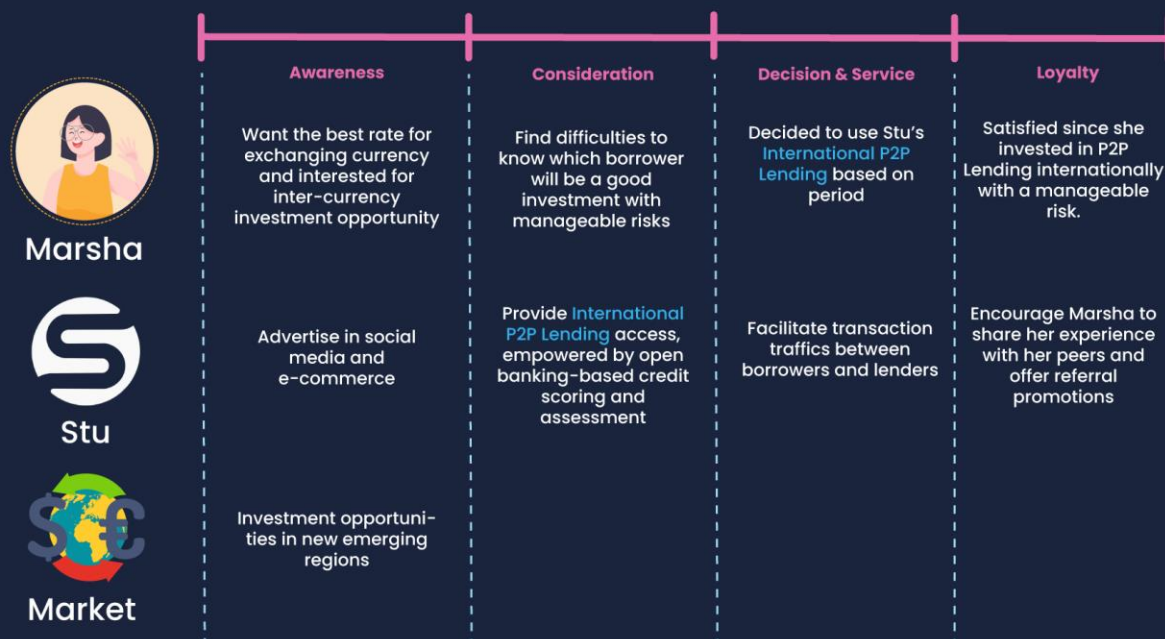 Awareness
Consideration
Decision & Service
Loyalty
Marsha
Want the best rate for
exchanging currency
and interested for
inter-currency
investment opportunity
Find difficulties to
know which borrower
will be a good
investment with
manageable risks
Decided to use Stu's
International P2P
Lending based on
period
Satisfied since she
invested in P2P
Lending internationally
with a manageable
risk.
Stu
Advertise in social
media and
e-commerce
Provide International
P2P Lending access,
empowered by open
banking-based credit
scoring and
assessment
Facilitate transaction
traffics between
borrowers and lenders
Encourage Marsha to
share her experience
with her peers and
offer referral
promotions
Market
Investment opportuni-
ties in new emerging
regions